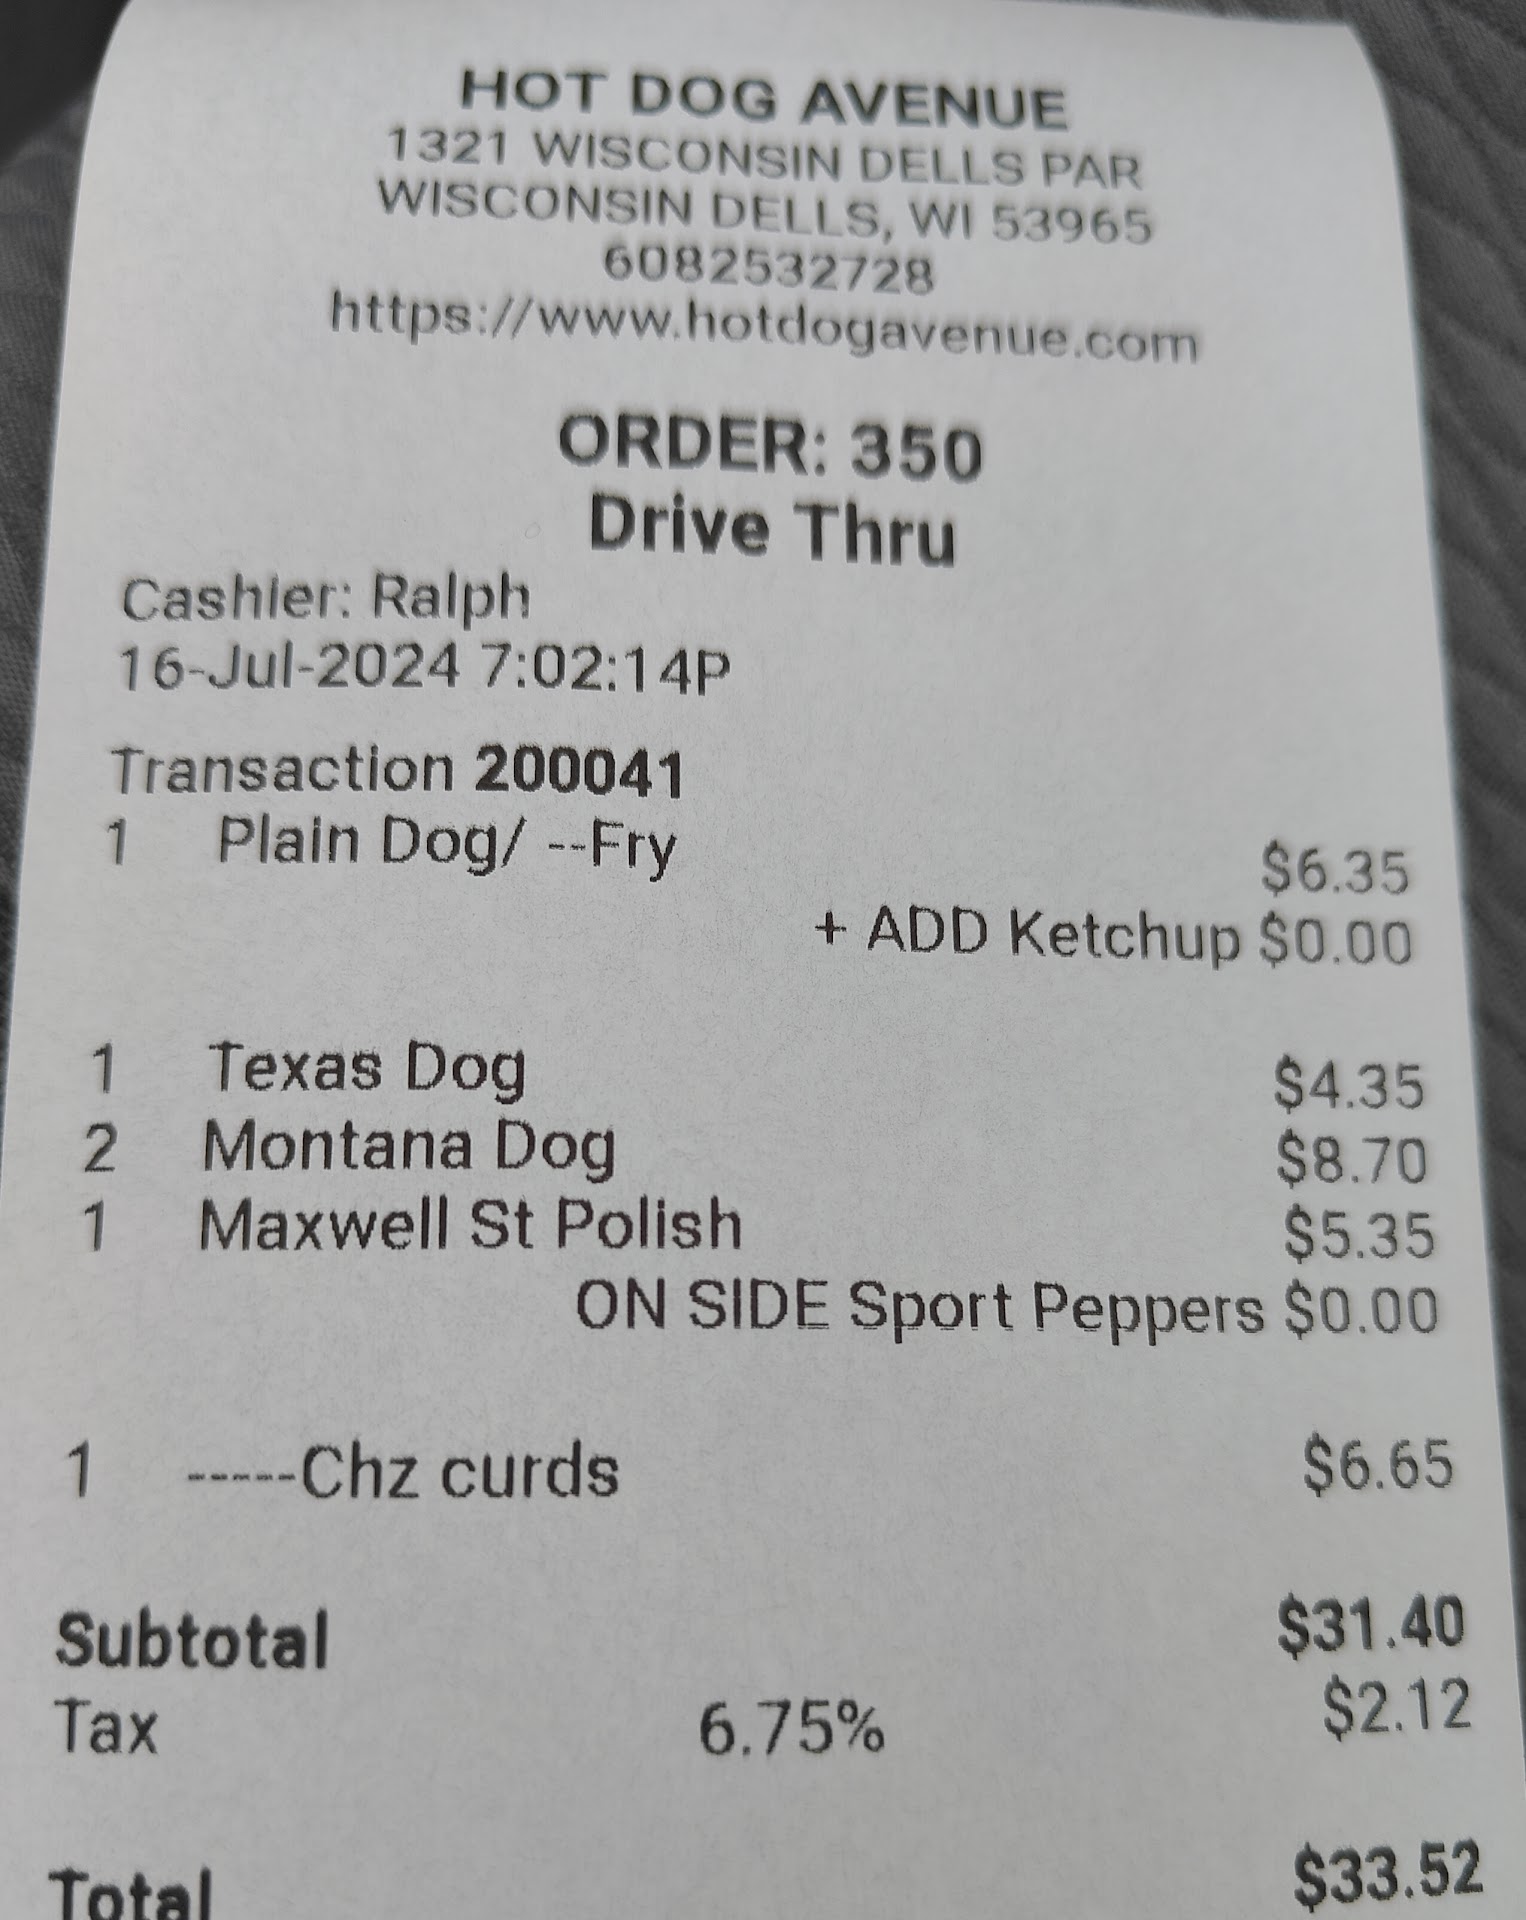 HOT DOG AVENUE
1321 WISCONSIN DELLS PAR
WISCONSIN DELLS, WI 53965
6082532728
https://www.hotdogavenue.com
ORDER: 350
Drive Thru
Cashier: Ralph
16-Jul-2024 7:02:14P
Transaction 200041
1 Plain Dog/ --Fry $6.35
+ ADD Ketchup $0.00
1 Texas Dog $4.35
2 Montana Dog $8.70
1 Maxwell St Polish $5.35
ON SIDE Sport Peppers $0.00
1 -----Chz curds $6.65
Subtotal $31.40
Tax 6.75% $2.12
Total $33.52